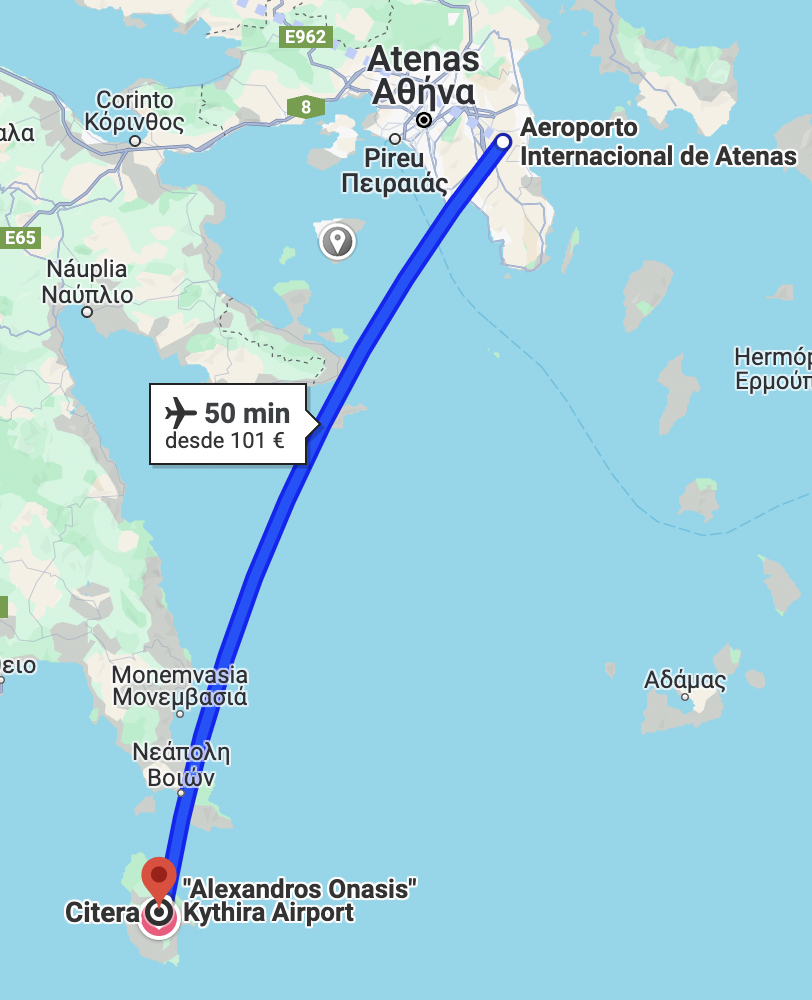 E962
Atenas
Αθήνα
Corinto
Κόρινθος
8
αλα
Aeroporto
Internacional de Atenas
Pireu
Πειραιάς
E65
Náuplia
Ναύπλιο
Hermóp
Ερμούπ
50 min
desde 101 €
Monemvasia
Μονεμβασιά
θειο
Αδάμας
Νεάπολη
Βοιών
"Alexandros Onasis"
Citera
Kythira Airport